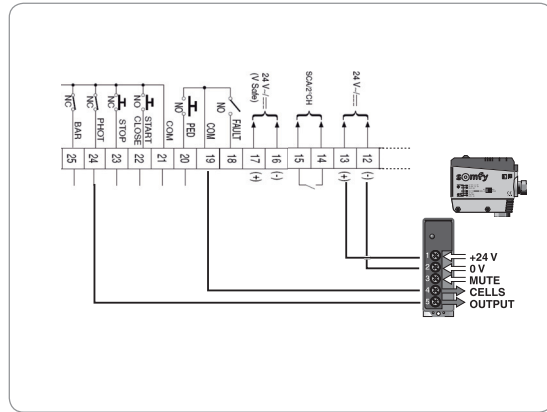 24 V~/⎓
(V Safe)
SCA/2°CH
24 V~/⎓
NC
NC
NC
NO
NO
NO
BAR
PHOT
STOP
START
CLOSE
COM
PED
COM
FAULT
25 24 23 22 21 20 19 18 17 16 15 14 13 12
(+) (-) (+) (-)
somfy
1 +24 V
2 0 V
3 MUTE
4 CELLS
5 OUTPUT